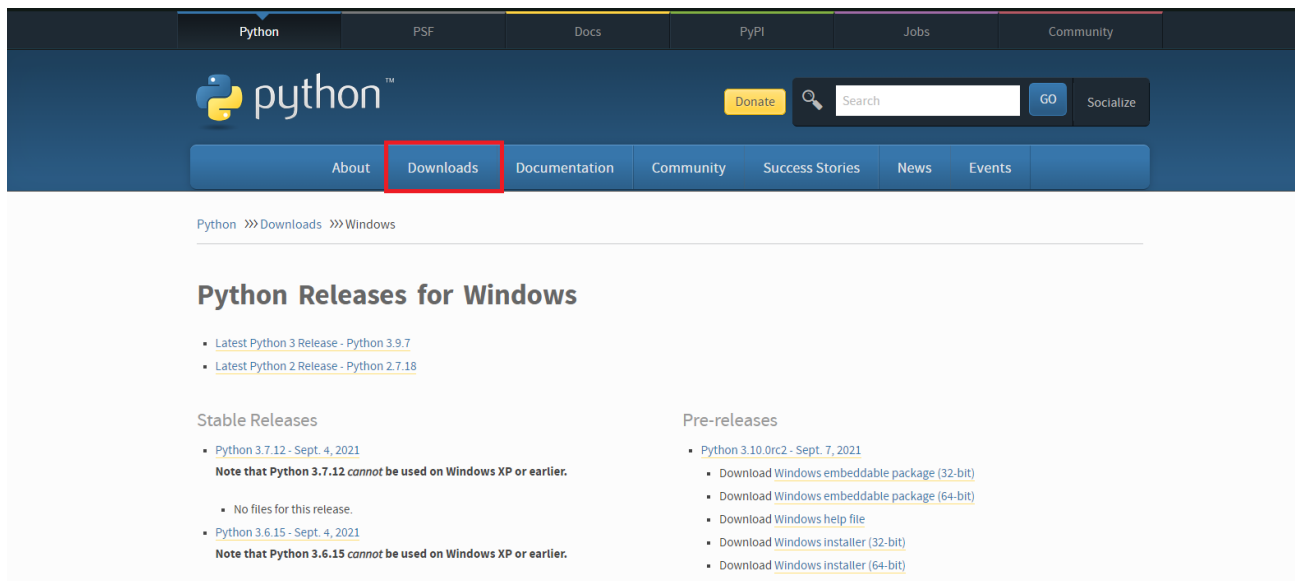 Python PSF Docs PyPI Jobs Community
python™
Donate Search GO Socialize
About Downloads Documentation Community Success Stories News Events
Python >>> Downloads >>> Windows
Python Releases for Windows
Latest Python 3 Release - Python 3.9.7
Latest Python 2 Release - Python 2.7.18
Stable Releases
Python 3.7.12 - Sept. 4, 2021
Note that Python 3.7.12 cannot be used on Windows XP or earlier.
No files for this release.
Python 3.6.15 - Sept. 4, 2021
Note that Python 3.6.15 cannot be used on Windows XP or earlier.
Pre-releases
Python 3.10.0rc2 - Sept. 7, 2021
Download Windows embeddable package (32-bit)
Download Windows embeddable package (64-bit)
Download Windows help file
Download Windows installer (32-bit)
Download Windows installer (64-bit)